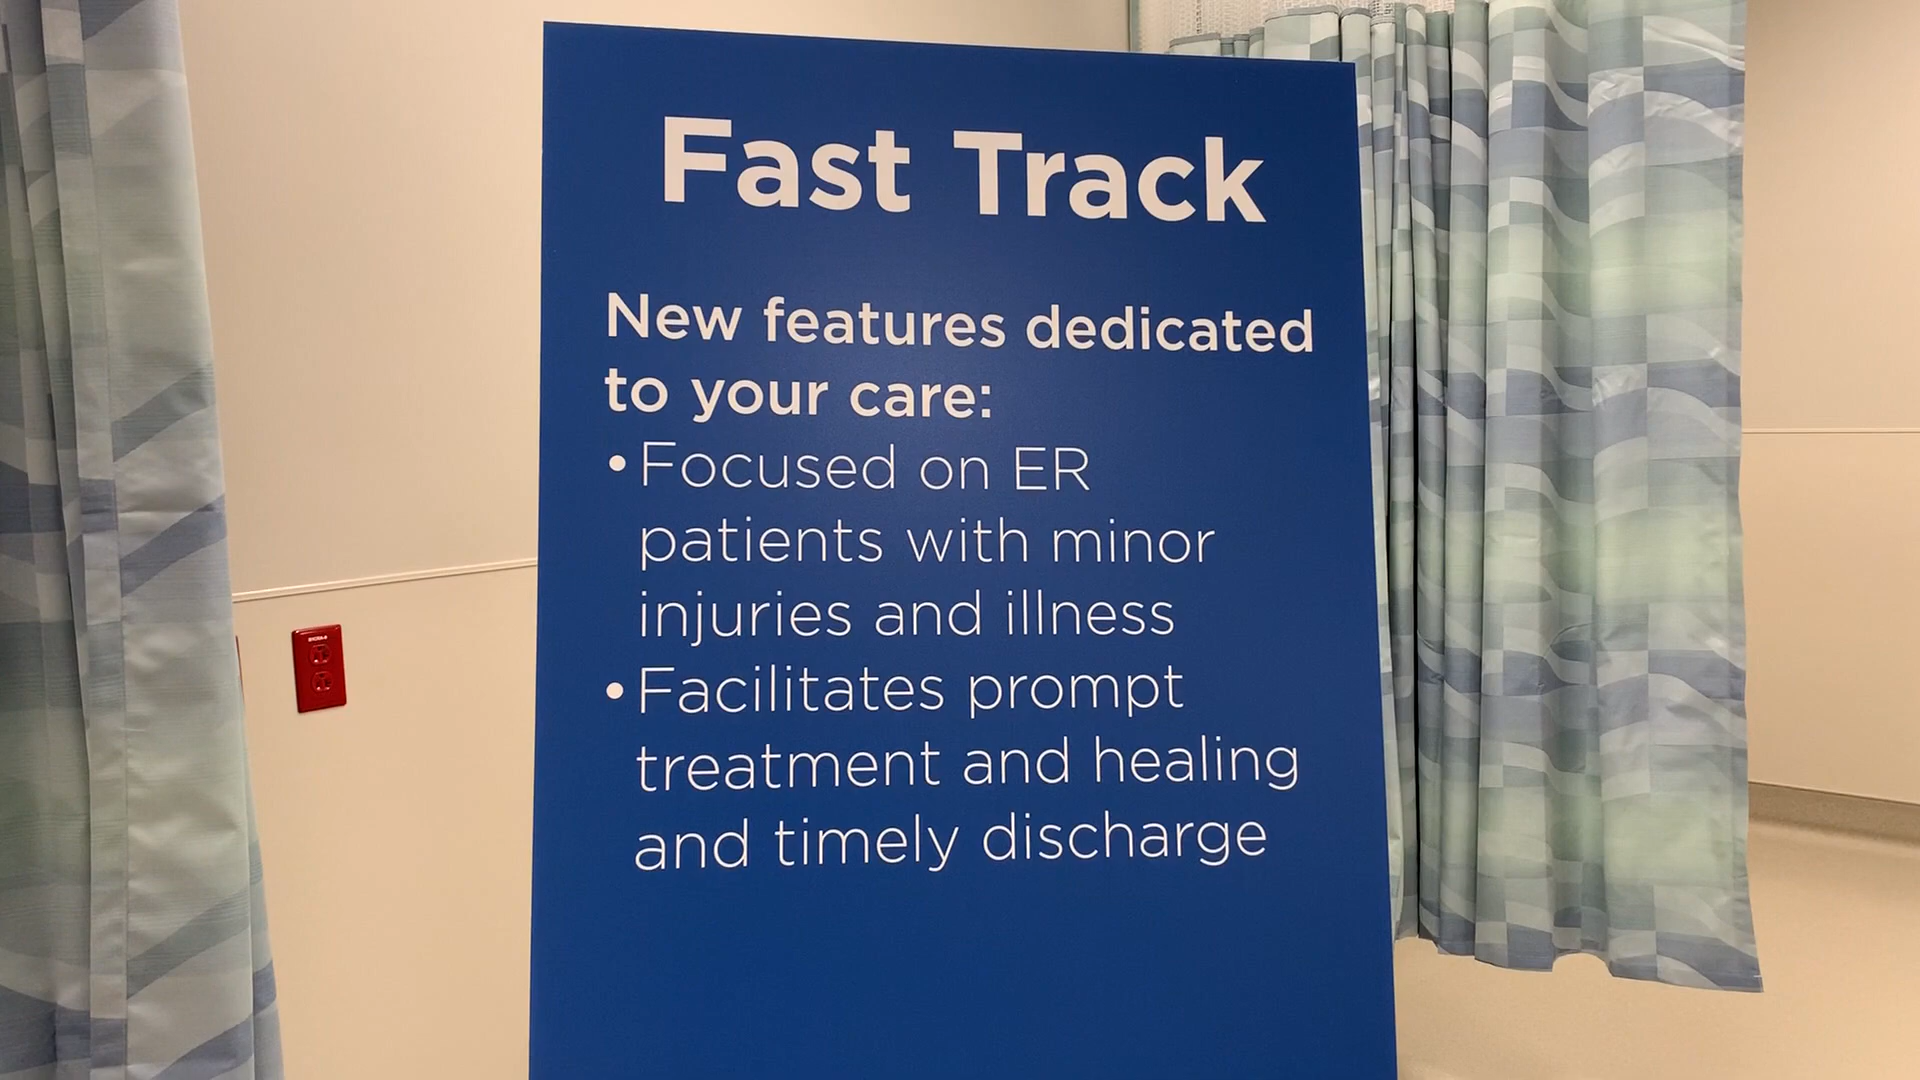 Fast Track
New features dedicated
to your care:
• Focused on ER
patients with minor
injuries and illness
• Facilitates prompt
treatment and healing
and timely discharge